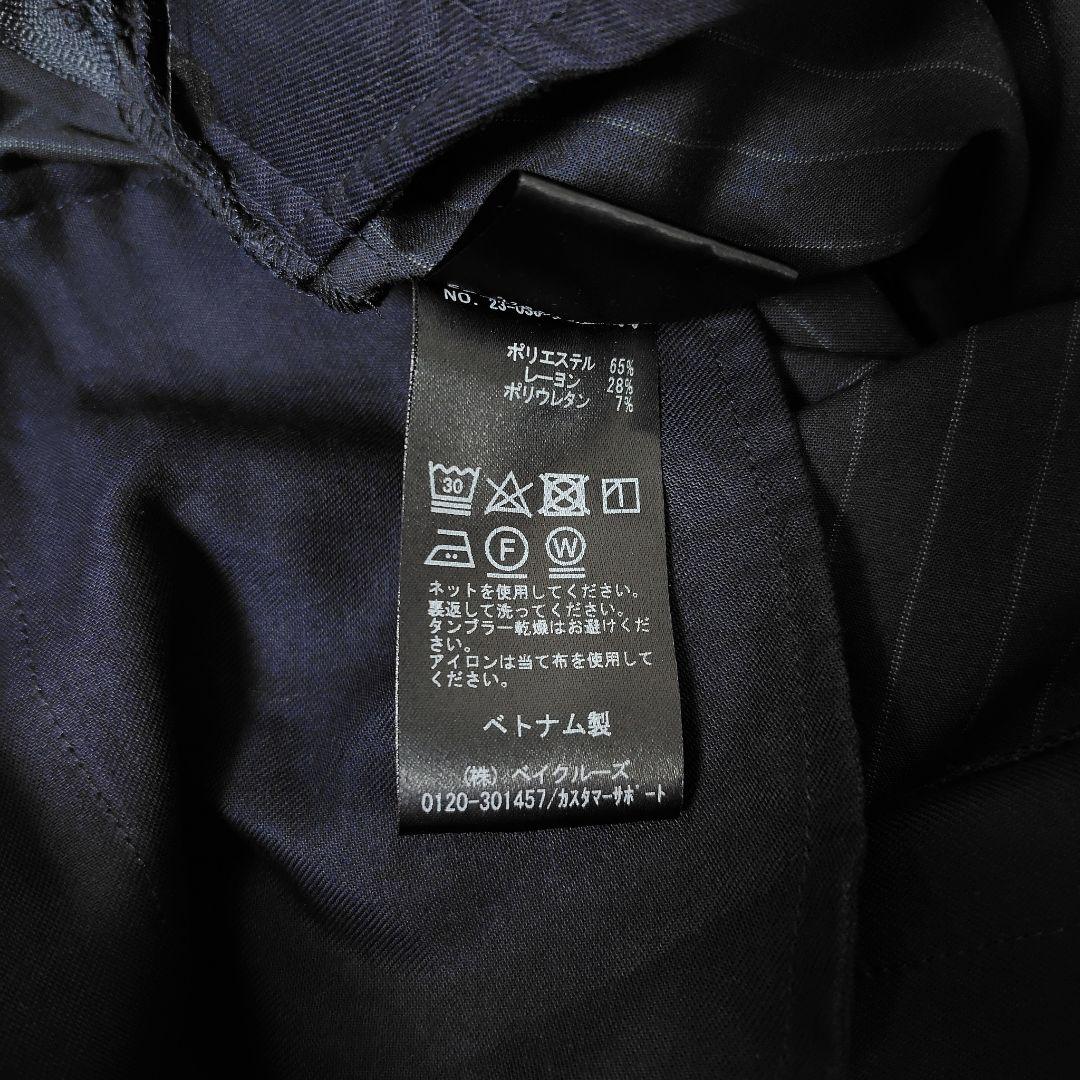 NO. 23-030-
ポリエステル 65%
レーヨン 28%
ポリウレタン 7%
30
F W
ネットを使用してください。
裏返して洗ってください。
タンブラー乾燥はお避けくだ
さい。
アイロンは当て布を使用して
ください。
ベトナム製
(株) ベイクルーズ
0120-301457/カスタマーサポート